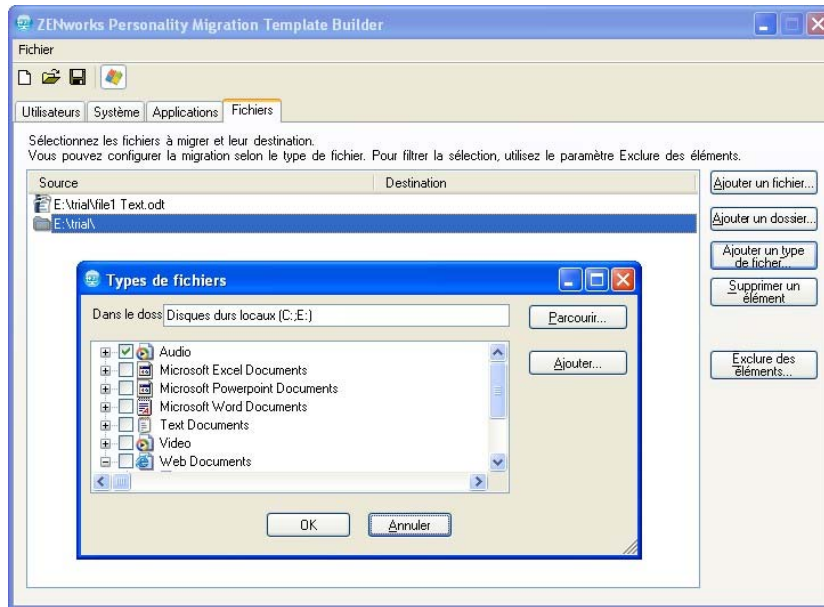 ZENworks Personality Migration Template Builder
Fichier
Utilisateurs Système Applications Fichiers
Sélectionnez les fichiers à migrer et leur destination.
Vous pouvez configurer la migration selon le type de fichier. Pour filtrer la sélection, utilisez le paramètre Exclure des éléments.
Source Destination
E:\trial\file1 Text.odt
E:\trial\
Ajouter un fichier...
Ajouter un dossier...
Ajouter un type
de ficher...
Supprimer un
élément
Exclure des
éléments...
Types de fichiers
Dans le doss Disques durs locaux (C:;E:)
Parcourir...
Ajouter...
Audio
Microsoft Excel Documents
Microsoft Powerpoint Documents
Microsoft Word Documents
Text Documents
Video
Web Documents
OK Annuler